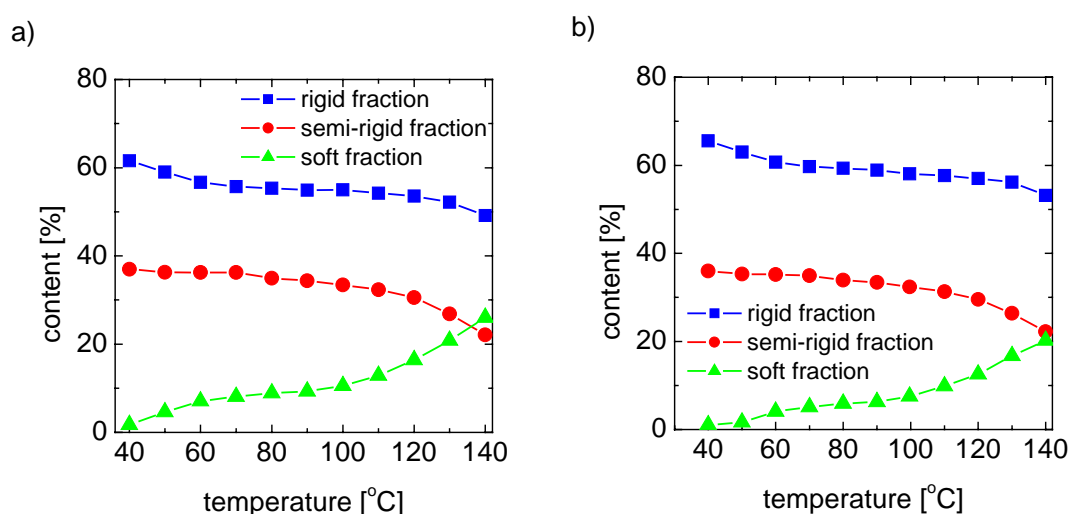 a)
80
60
40
20
0
rigid fraction
semi-rigid fraction
soft fraction
content [%]
40 60 80 100 120 140
temperature [°C]
b)
80
60
40
20
0
rigid fraction
semi-rigid fraction
soft fraction
content [%]
40 60 80 100 120 140
temperature [°C]